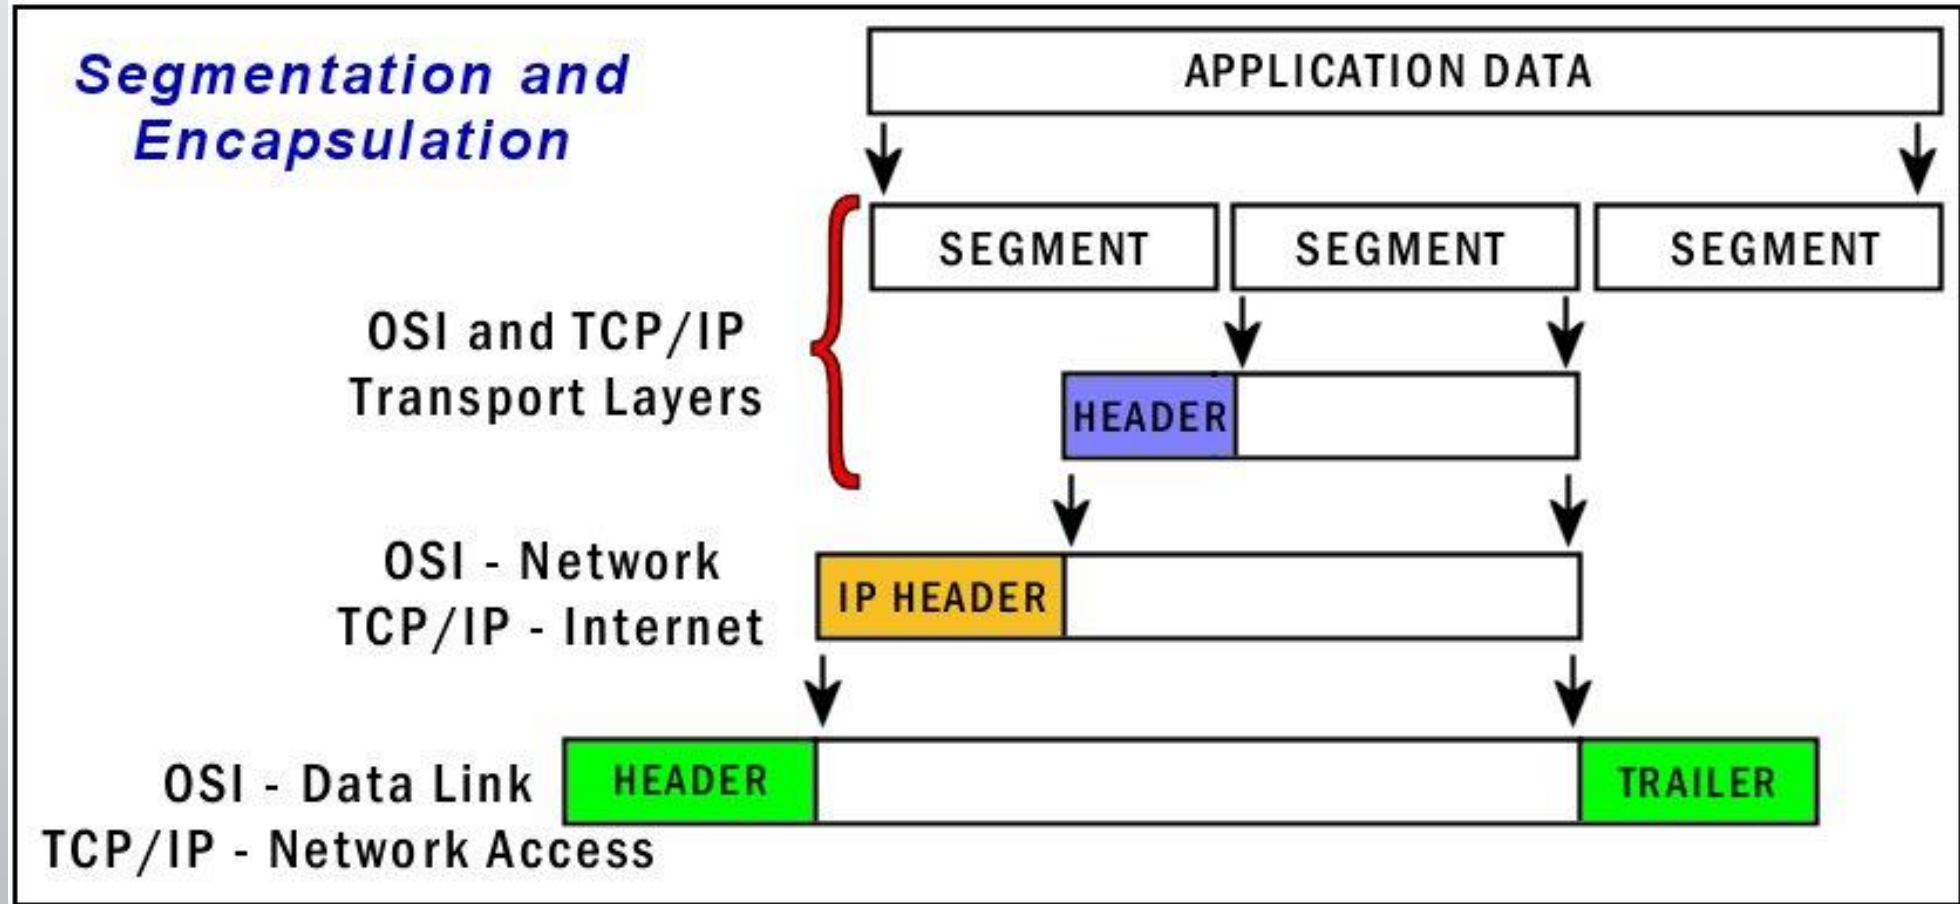 Segmentation and
Encapsulation
APPLICATION DATA
SEGMENT
SEGMENT
SEGMENT
OSI and TCP/IP
Transport Layers
HEADER
OSI - Network
TCP/IP - Internet
IP HEADER
OSI - Data Link
TCP/IP - Network Access
HEADER
TRAILER